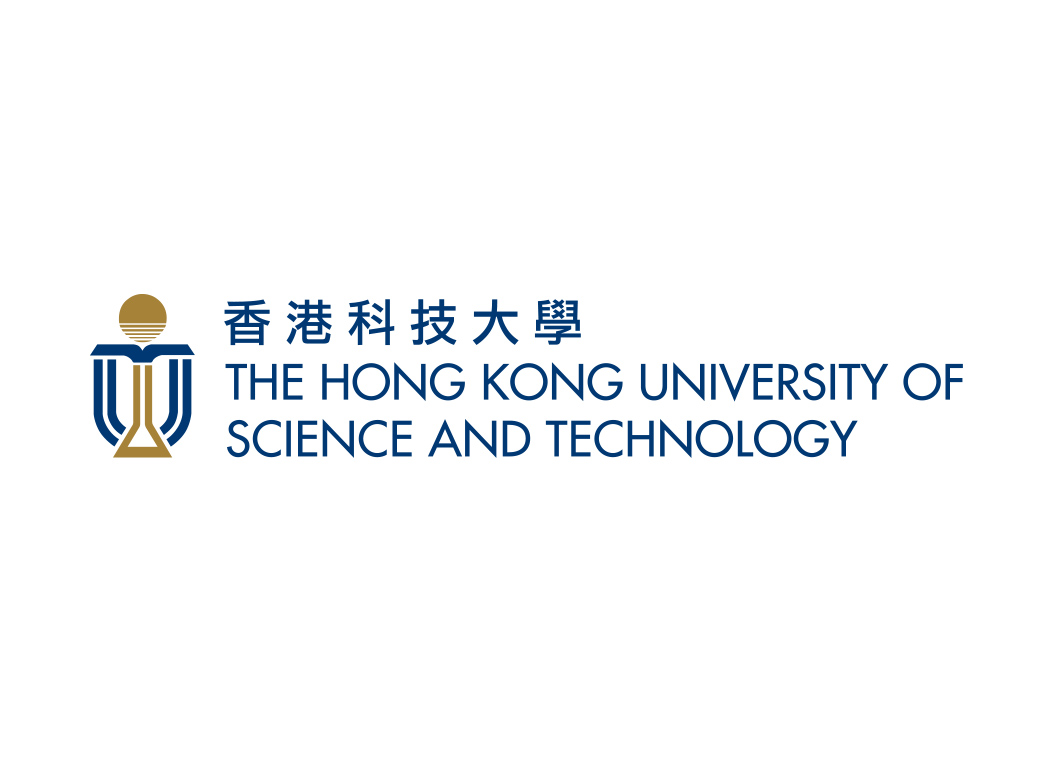 香港科技大學
THE HONG KONG UNIVERSITY OF
SCIENCE AND TECHNOLOGY